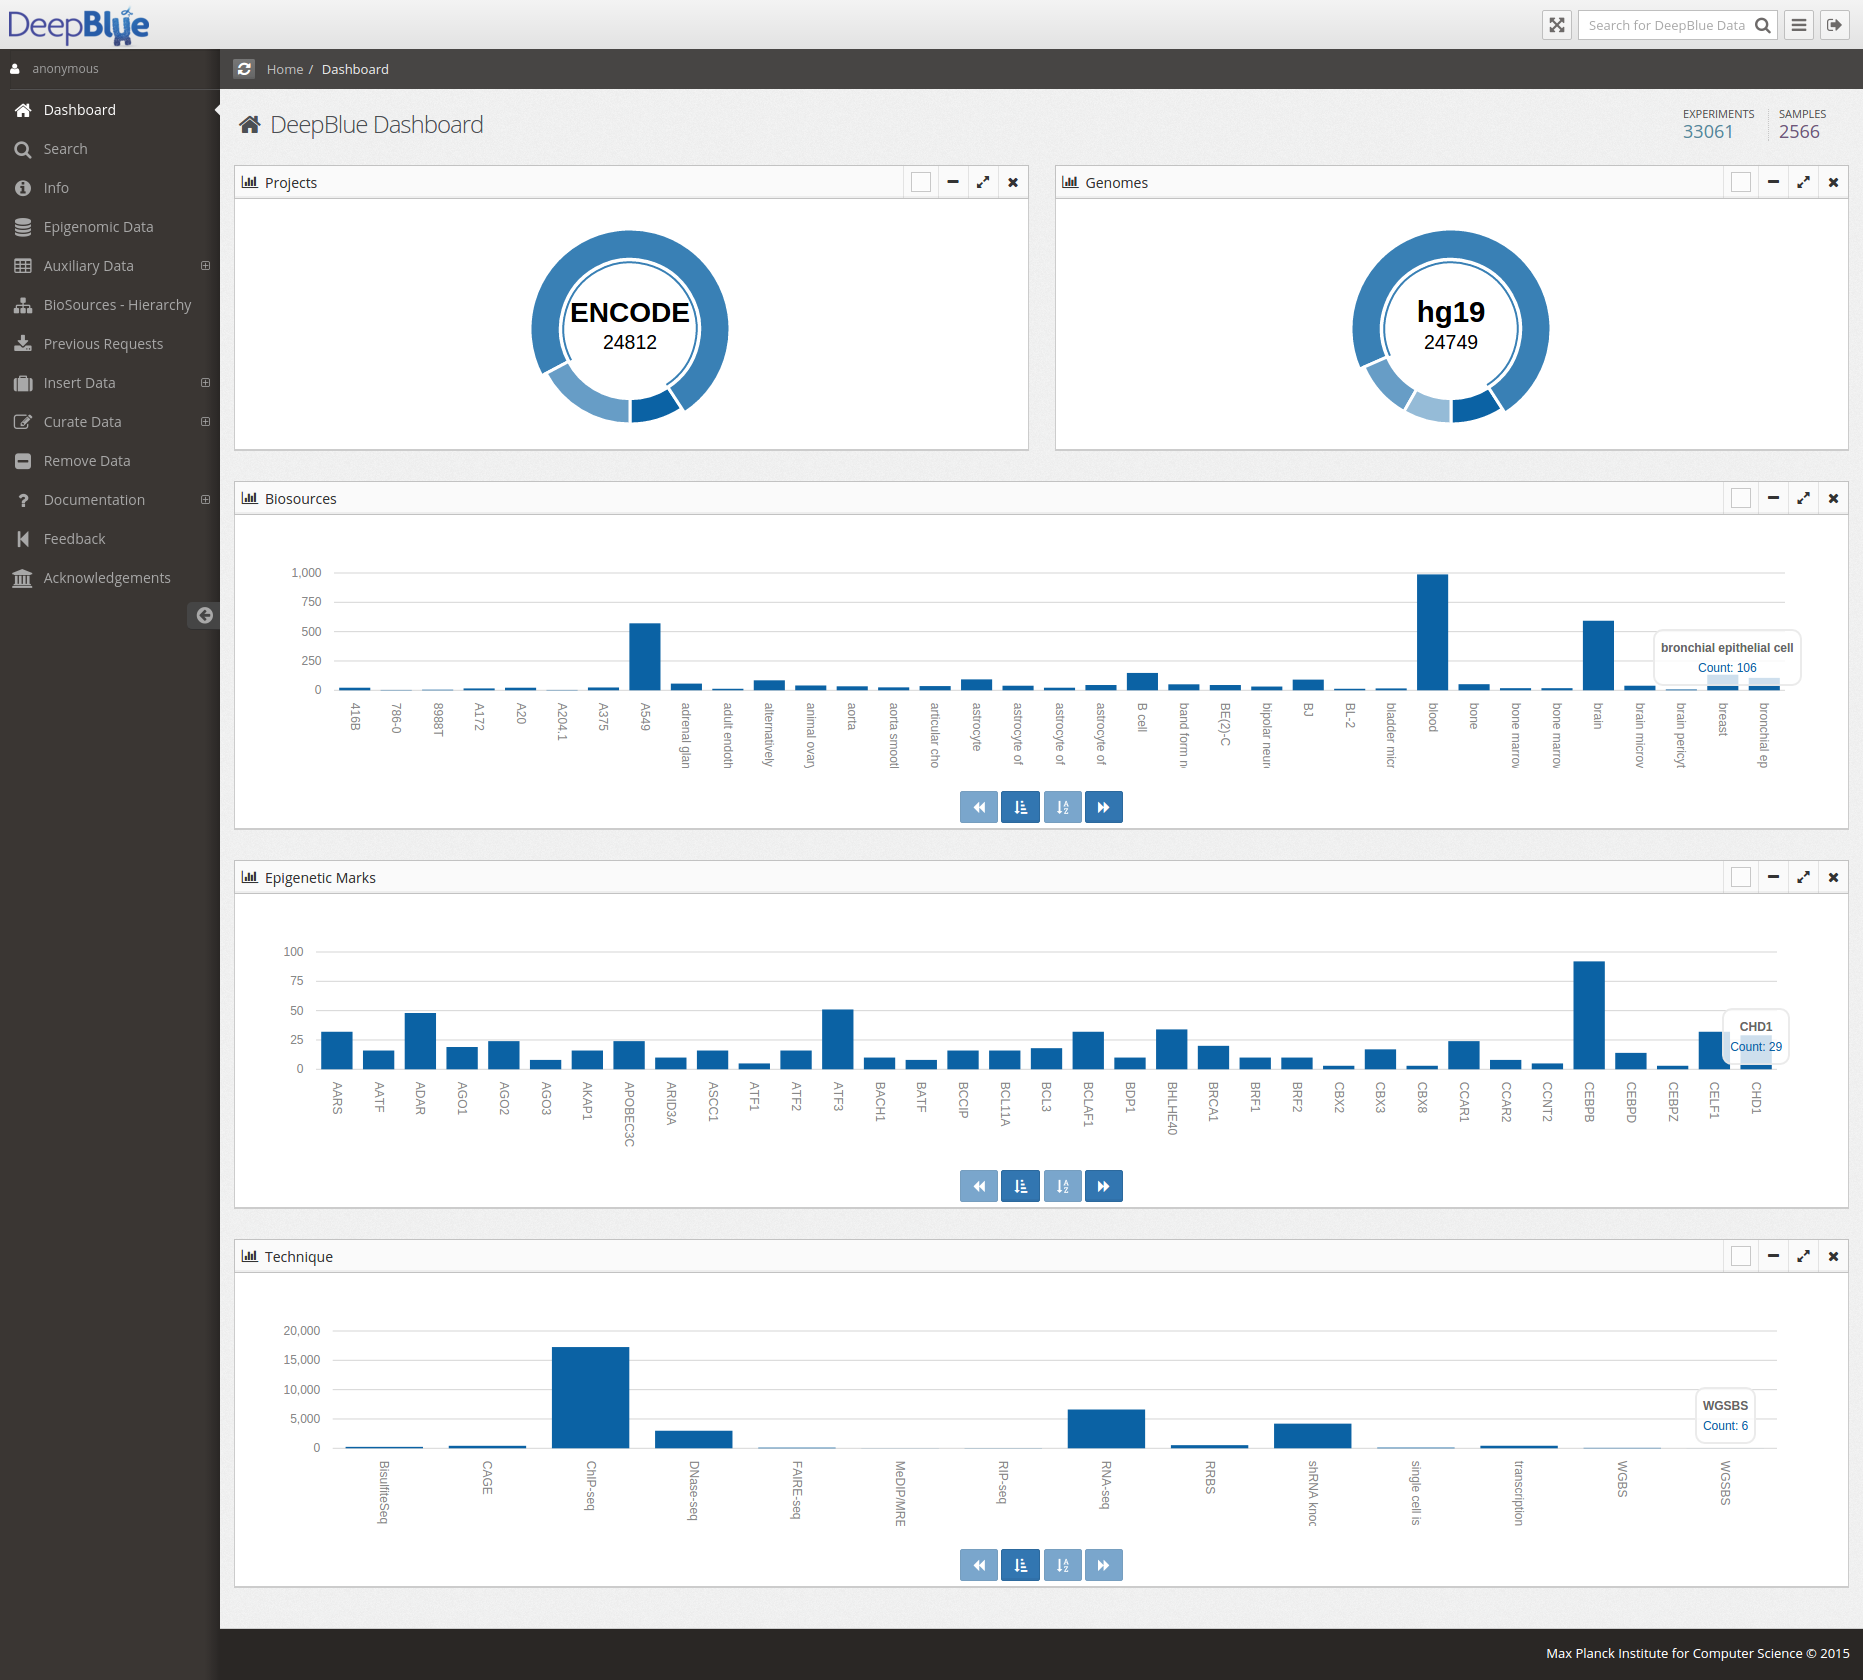 DeepBlue
Search for DeepBlue Data
anonymous
Home / Dashboard
Dashboard
Search
Info
Epigenomic Data
Auxiliary Data
BioSources - Hierarchy
Previous Requests
Insert Data
Curate Data
Remove Data
Documentation
Feedback
Acknowledgements
DeepBlue Dashboard
EXPERIMENTS
33061
SAMPLES
2566
Projects
ENCODE
24812
Genomes
hg19
24749
Biosources
1,000
750
500
250
0
bronchial epithelial cell
Count: 106
416B
786-0
8988T
A172
A20
A204.1
A375
A549
adrenal glan
adult endoth
alternatively
animal ovary
aorta
aorta smooth
articular cho
astrocyte
astrocyte of
astrocyte of
astrocyte of
B cell
band form n
BE(2)-C
bipolar neuro
BJ
BL-2
bladder micr
blood
bone
bone marrow
bone marrow
brain
brain microv
brain pericyt
breast
bronchial ep
Epigenetic Marks
100
75
50
25
0
CHD1
Count: 29
AARS
AATF
ADAR
AGO1
AGO2
AGO3
AKAP1
APOBEC3C
ARID3A
ASCC1
ATF1
ATF2
ATF3
BACH1
BATF
BCCIP
BCL11A
BCL3
BCLAF1
BDP1
BHLHE40
BRCA1
BRF1
BRF2
CBX2
CBX3
CBX8
CCAR1
CCAR2
CCNT2
CEBPB
CEBPD
CEBPZ
CELF1
CHD1
Technique
20,000
15,000
10,000
5,000
0
WGSBS
Count: 6
BisulfiteSeq
CAGE
ChIP-seq
DNase-seq
FAIRE-seq
MeDIP/MRE
RIP-seq
RNA-seq
RRBS
shRNA knoc
single cell is
transcription
WGBS
WGSBS
Max Planck Institute for Computer Science © 2015